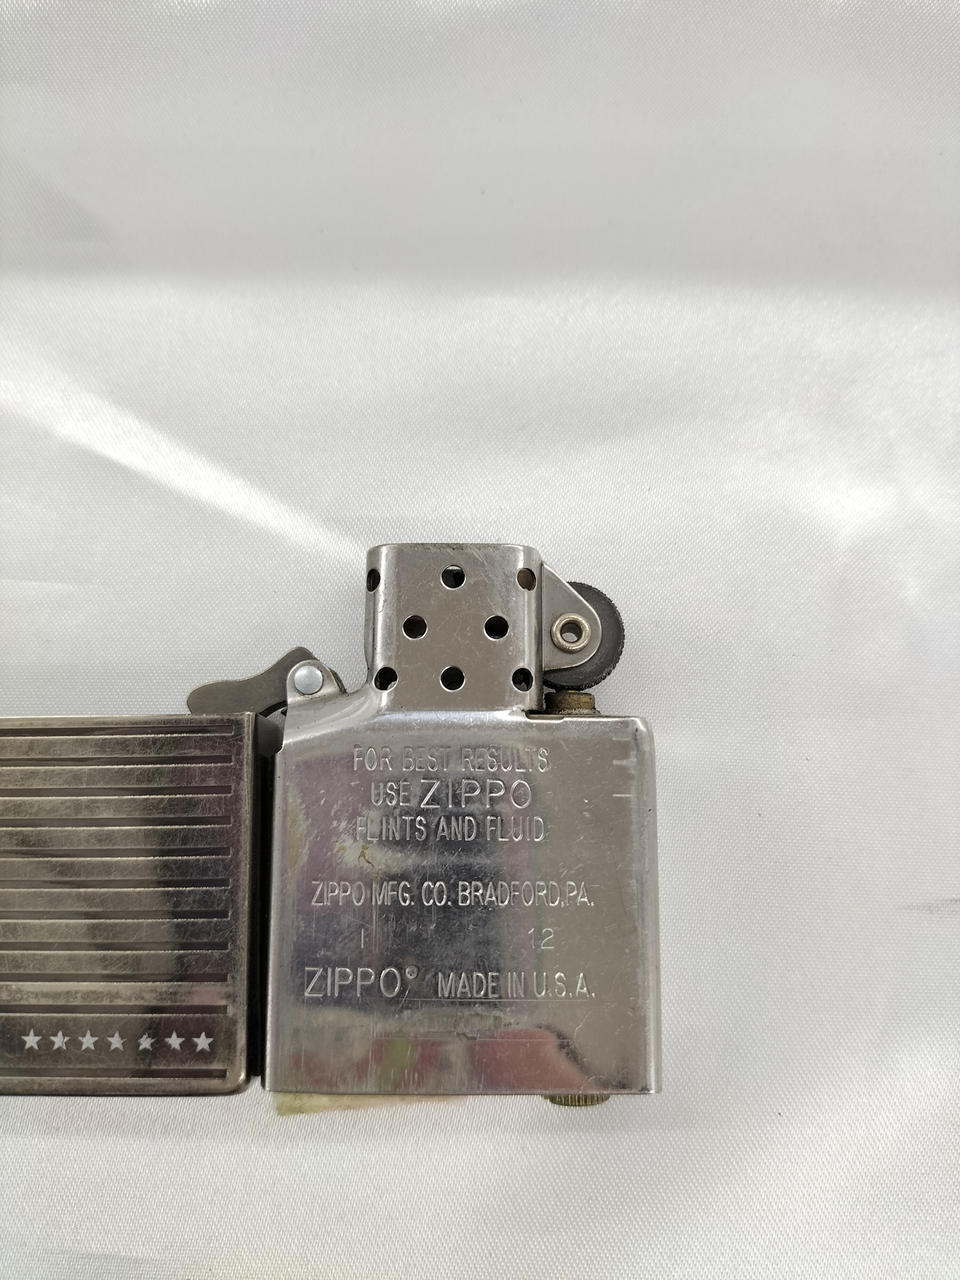 FOR BEST RESULTS
USE ZIPPO
FLINTS AND FLUID
ZIPPO MFG. CO. BRADFORD, PA.
I 12
ZIPPO® MADE IN U.S.A.